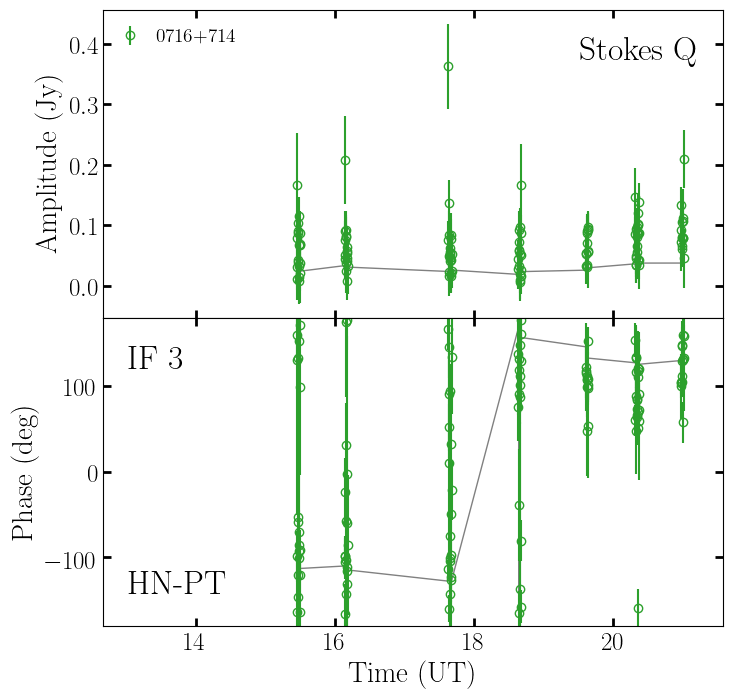 0716+714
Stokes Q
0.4
0.3
0.2
0.1
0.0
Amplitude (Jy)
IF 3
100
0
−100
Phase (deg)
HN-PT
14 16 18 20
Time (UT)